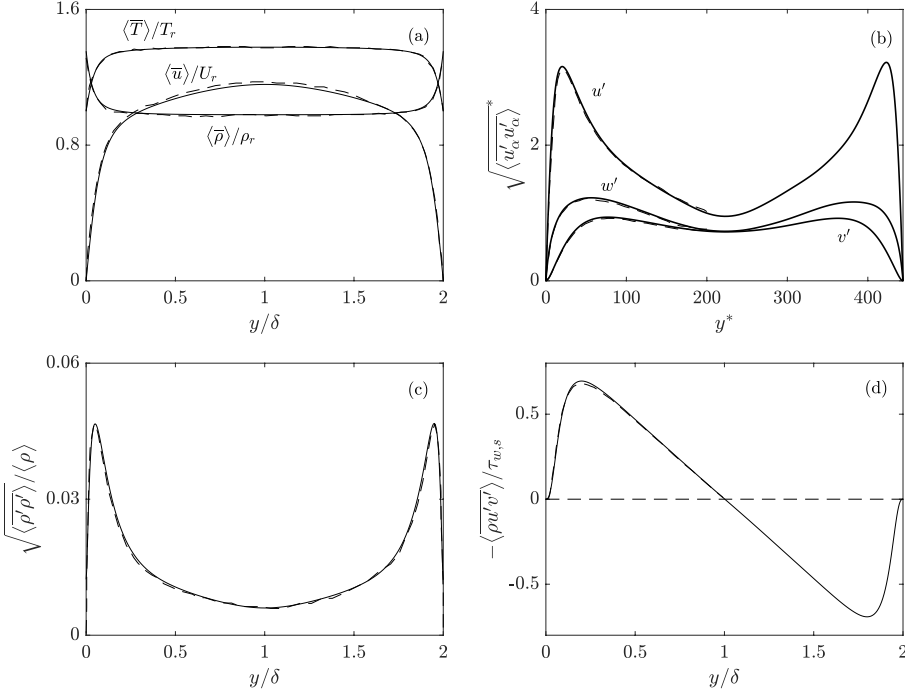 1.6
⟨T̅⟩/T_r
(a)
⟨u̅⟩/U_r
0.8
⟨ρ̅⟩/ρ_r
0
0 0.5 1 1.5 2
y/δ
4
(b)
u′
√⟨u′_α u′_α⟩*
2
w′
v′
0
0 100 200 300 400
y*
0.06
(c)
√⟨ρ′ρ′⟩/⟨ρ⟩
0.03
0
0 0.5 1 1.5 2
y/δ
(d)
0.5
−⟨ρu′v′⟩/τ_{w,s}
0
-0.5
0 0.5 1 1.5 2
y/δ